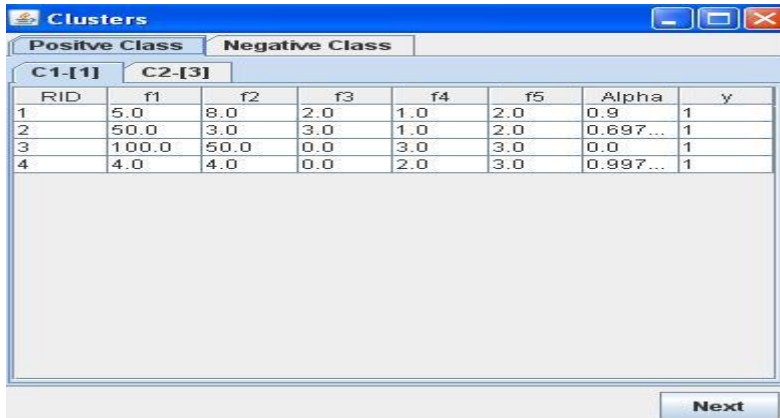 Clusters
Positve Class Negative Class
C1-[1] C2-[3]
RID f1 f2 f3 f4 f5 Alpha y
1 5.0 8.0 2.0 1.0 2.0 0.9 1
2 50.0 3.0 3.0 1.0 2.0 0.697... 1
3 100.0 50.0 0.0 3.0 3.0 0.0 1
4 4.0 4.0 0.0 2.0 3.0 0.997... 1
Next